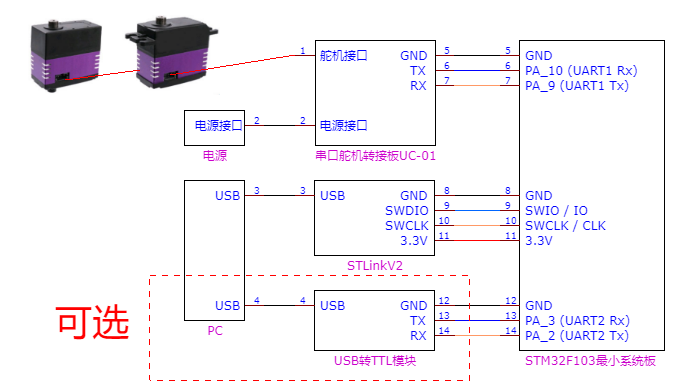 1 舵机接口 GND 5 5 GND
TX 6 6 PA_10 (UART1 Rx)
RX 7 7 PA_9 (UART1 Tx)
电源接口 2 2 电源接口
电源 串口舵机转接板UC-01
USB 3 3 USB GND 8 8 GND
SWDIO 9 9 SWIO / IO
SWCLK 10 10 SWCLK / CLK
3.3V 11 11 3.3V
STLinkV2
可选
USB 4 4 USB GND 12 12 GND
TX 13 13 PA_3 (UART2 Rx)
RX 14 14 PA_2 (UART2 Tx)
PC
USB转TTL模块 STM32F103最小系统板